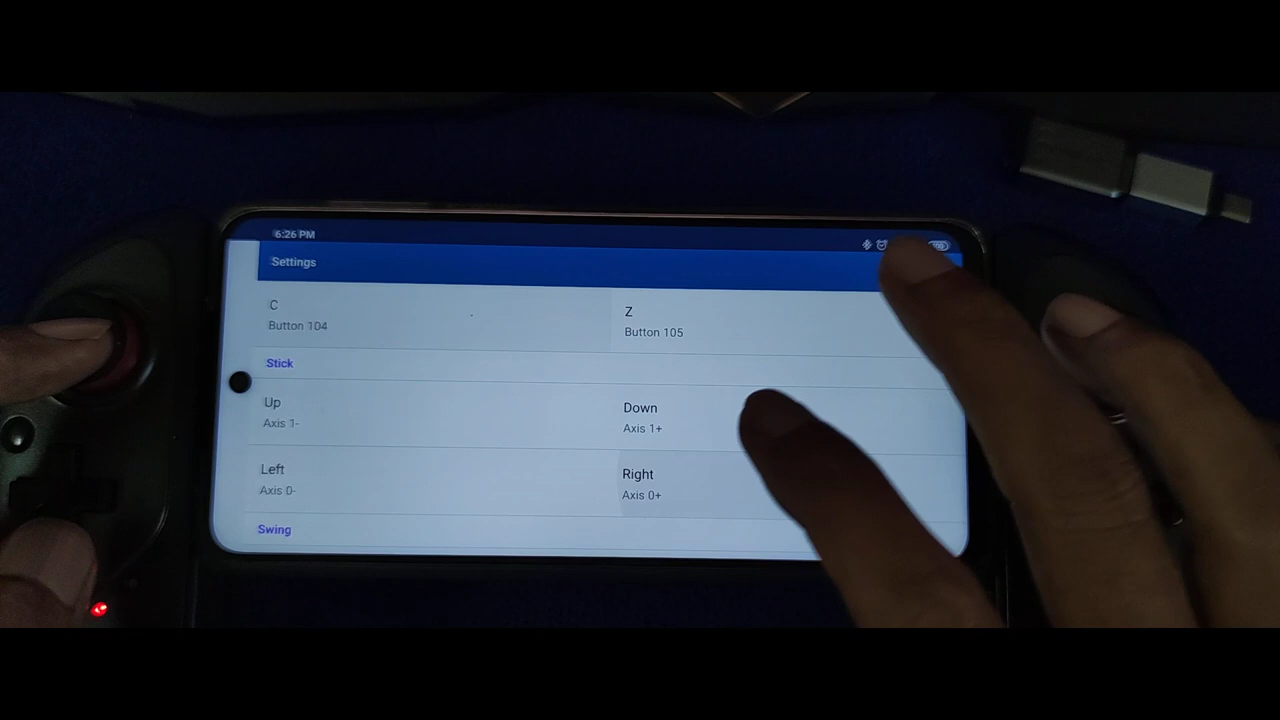 6:26 PM
Settings
C
Button 104
Z
Button 105
Stick
Up
Axis 1-
Down
Axis 1+
Left
Axis 0-
Right
Axis 0+
Swing